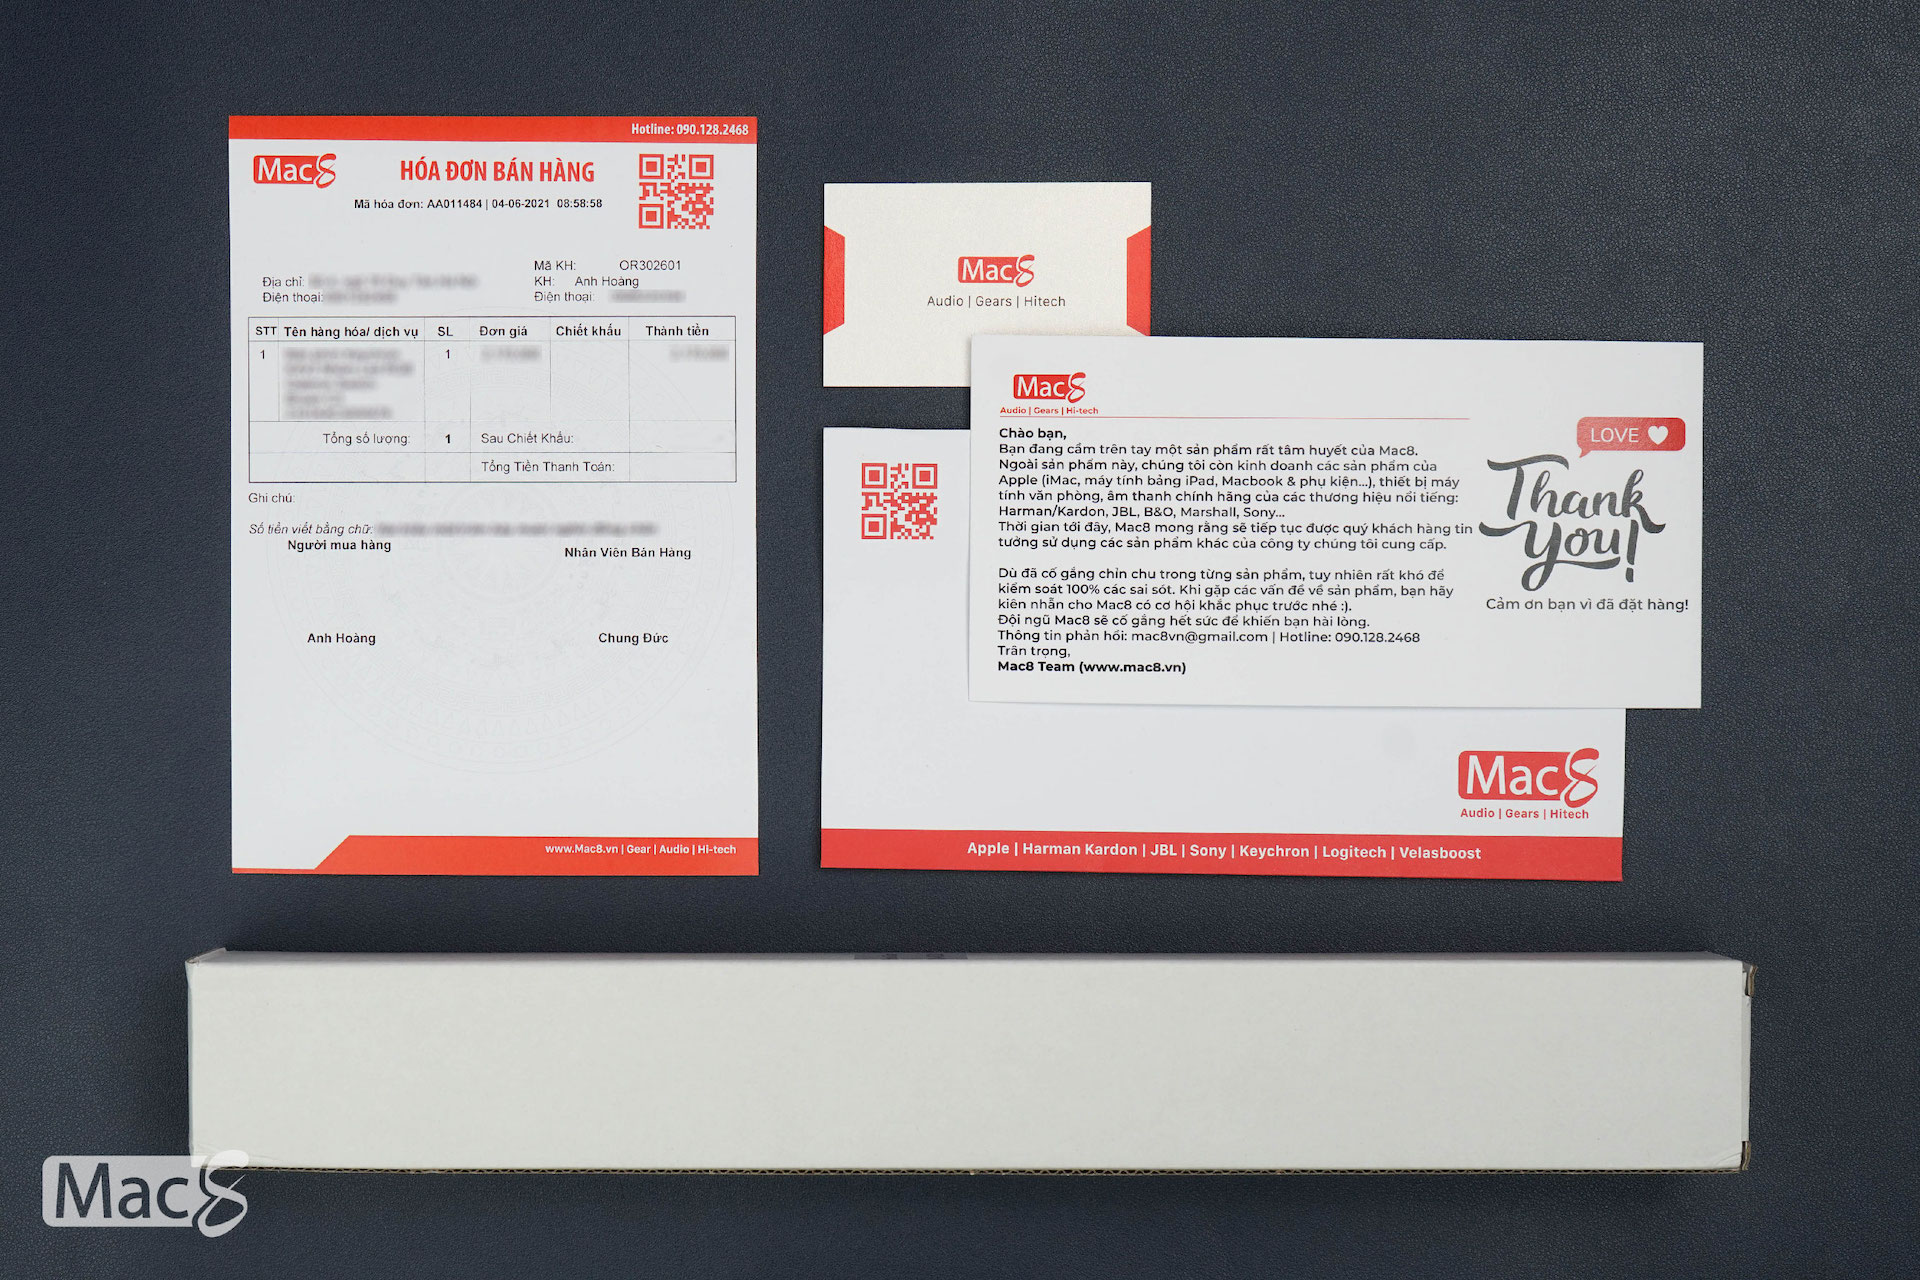 Hotline: 090.128.2468
Mac8
HÓA ĐƠN BÁN HÀNG
Mã hóa đơn: AA011484 | 04-06-2021 08:58:58
Mã KH: OR302601
Địa chỉ:
KH: Anh Hoàng
Điện thoại:
Điện thoại:
STT Tên hàng hóa/ dịch vụ SL Đơn giá Chiết khấu Thành tiền
1 1
Tổng số lượng: 1 Sau Chiết Khấu:
Tổng Tiền Thanh Toán:
Ghi chú:
Số tiền viết bằng chữ:
Người mua hàng
Nhân Viên Bán Hàng
Anh Hoàng Chung Đức
www.Mac8.vn | Gear | Audio | Hi-tech
Mac8
Audio | Gears | Hitech
Mac8
Audio | Gears | Hi-tech
Chào bạn,
Bạn đang cầm trên tay một sản phẩm rất tâm huyết của Mac8.
Ngoài sản phẩm này, chúng tôi còn kinh doanh các sản phẩm của
Apple (iMac, máy tính bảng iPad, Macbook & phụ kiện...), thiết bị máy
tính văn phòng, âm thanh chính hãng của các thương hiệu nổi tiếng:
Harman/Kardon, JBL, B&O, Marshall, Sony...
Thời gian tới đây, Mac8 mong rằng sẽ tiếp tục được quý khách hàng tin
tưởng sử dụng các sản phẩm khác của công ty chúng tôi cung cấp.
Dù đã cố gắng chỉn chu trong từng sản phẩm, tuy nhiên rất khó để
kiểm soát 100% các sai sót. Khi gặp các vấn đề về sản phẩm, bạn hãy
kiên nhẫn cho Mac8 có cơ hội khắc phục trước nhé :).
Đội ngũ Mac8 sẽ cố gắng hết sức để khiến bạn hài lòng.
Thông tin phản hồi: mac8vn@gmail.com | Hotline: 090.128.2468
Trân trọng,
Mac8 Team (www.mac8.vn)
LOVE
Thank
You!
Cảm ơn bạn vì đã đặt hàng!
Mac8
Audio | Gears | Hitech
Apple | Harman Kardon | JBL | Sony | Keychron | Logitech | Velasboost
Mac8